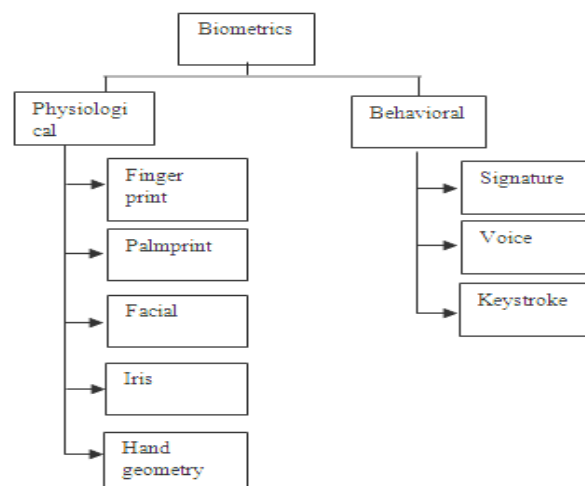 Biometrics
Physiologi
cal
Behavioral
Finger
print
Palmprint
Facial
Iris
Hand
geometry
Signature
Voice
Keystroke